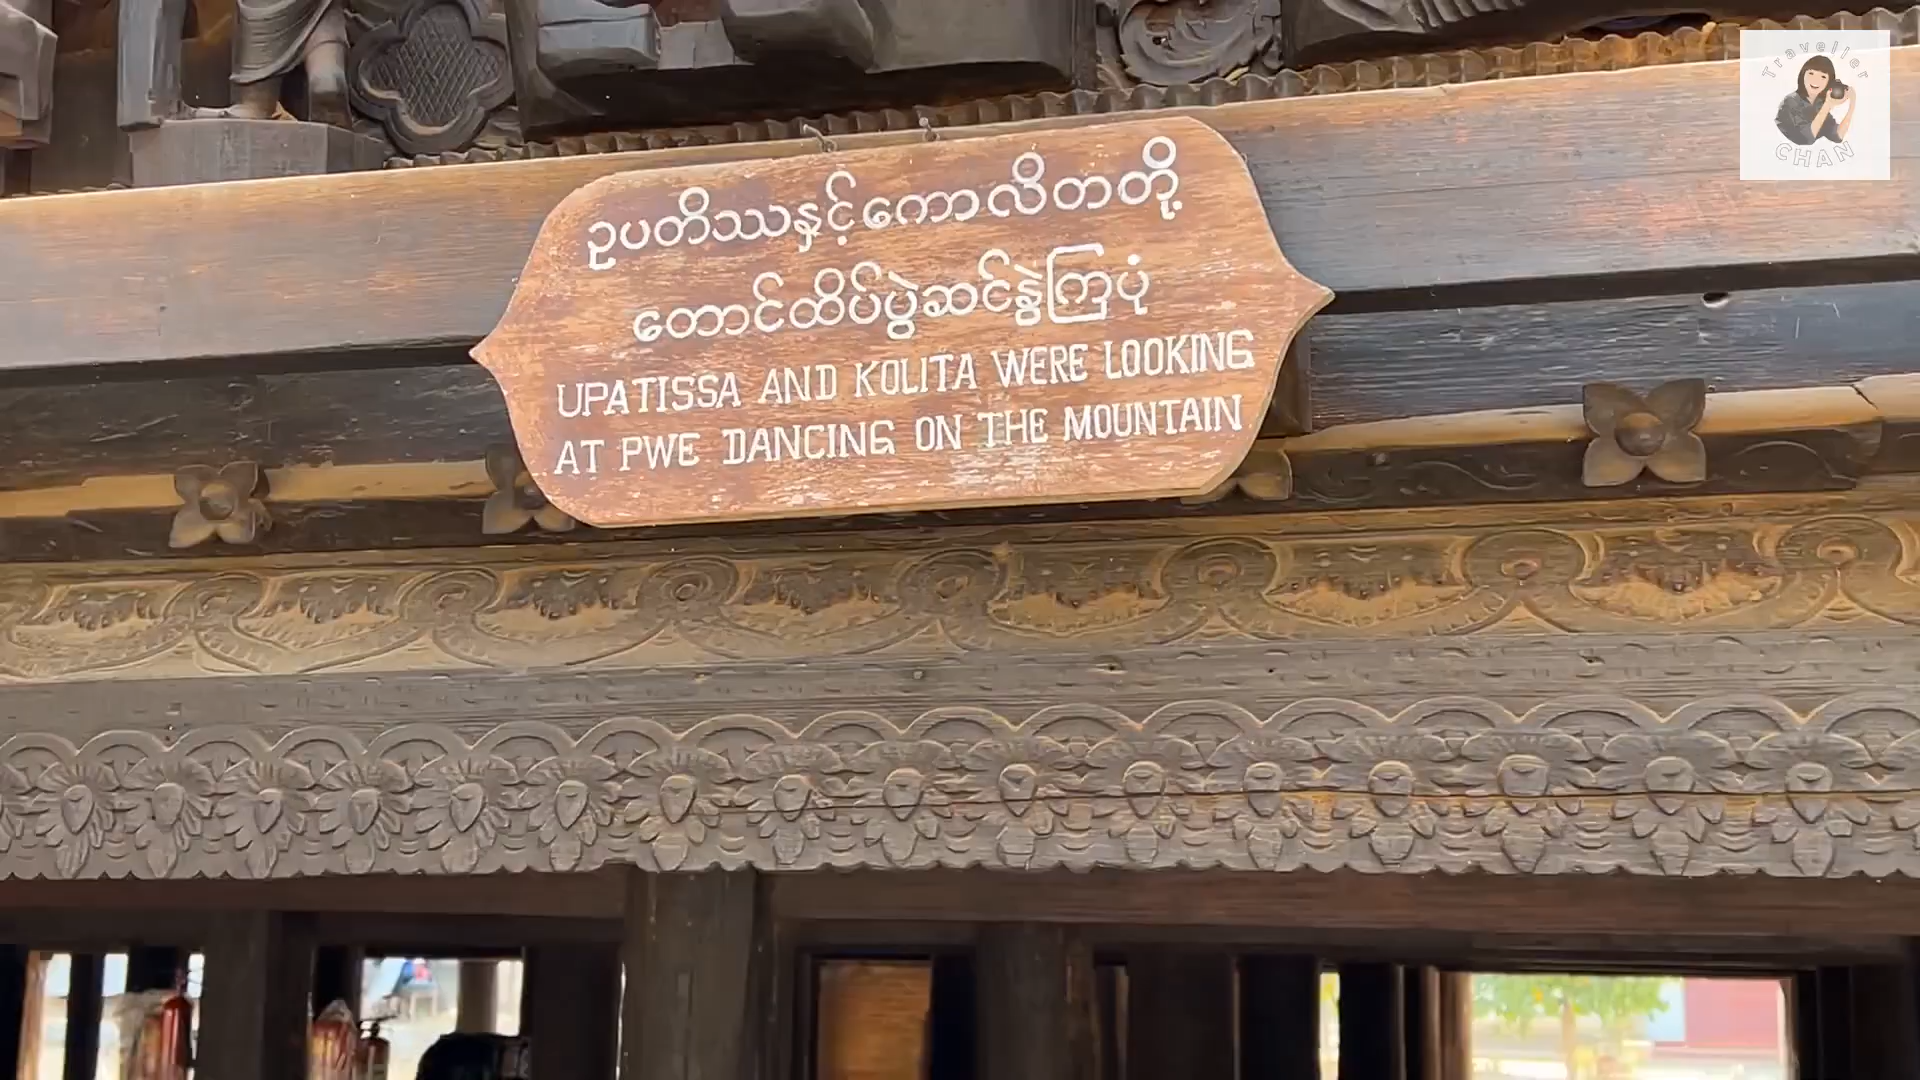 ဥပတိဿနှင့်ကောလိတတို့
တောင်ထိပ်ပွဲဆင်နွှဲကြပုံ
UPATISSA AND KOLITA WERE LOOKING
AT PWE DANCING ON THE MOUNTAIN
Traveller
CHAN